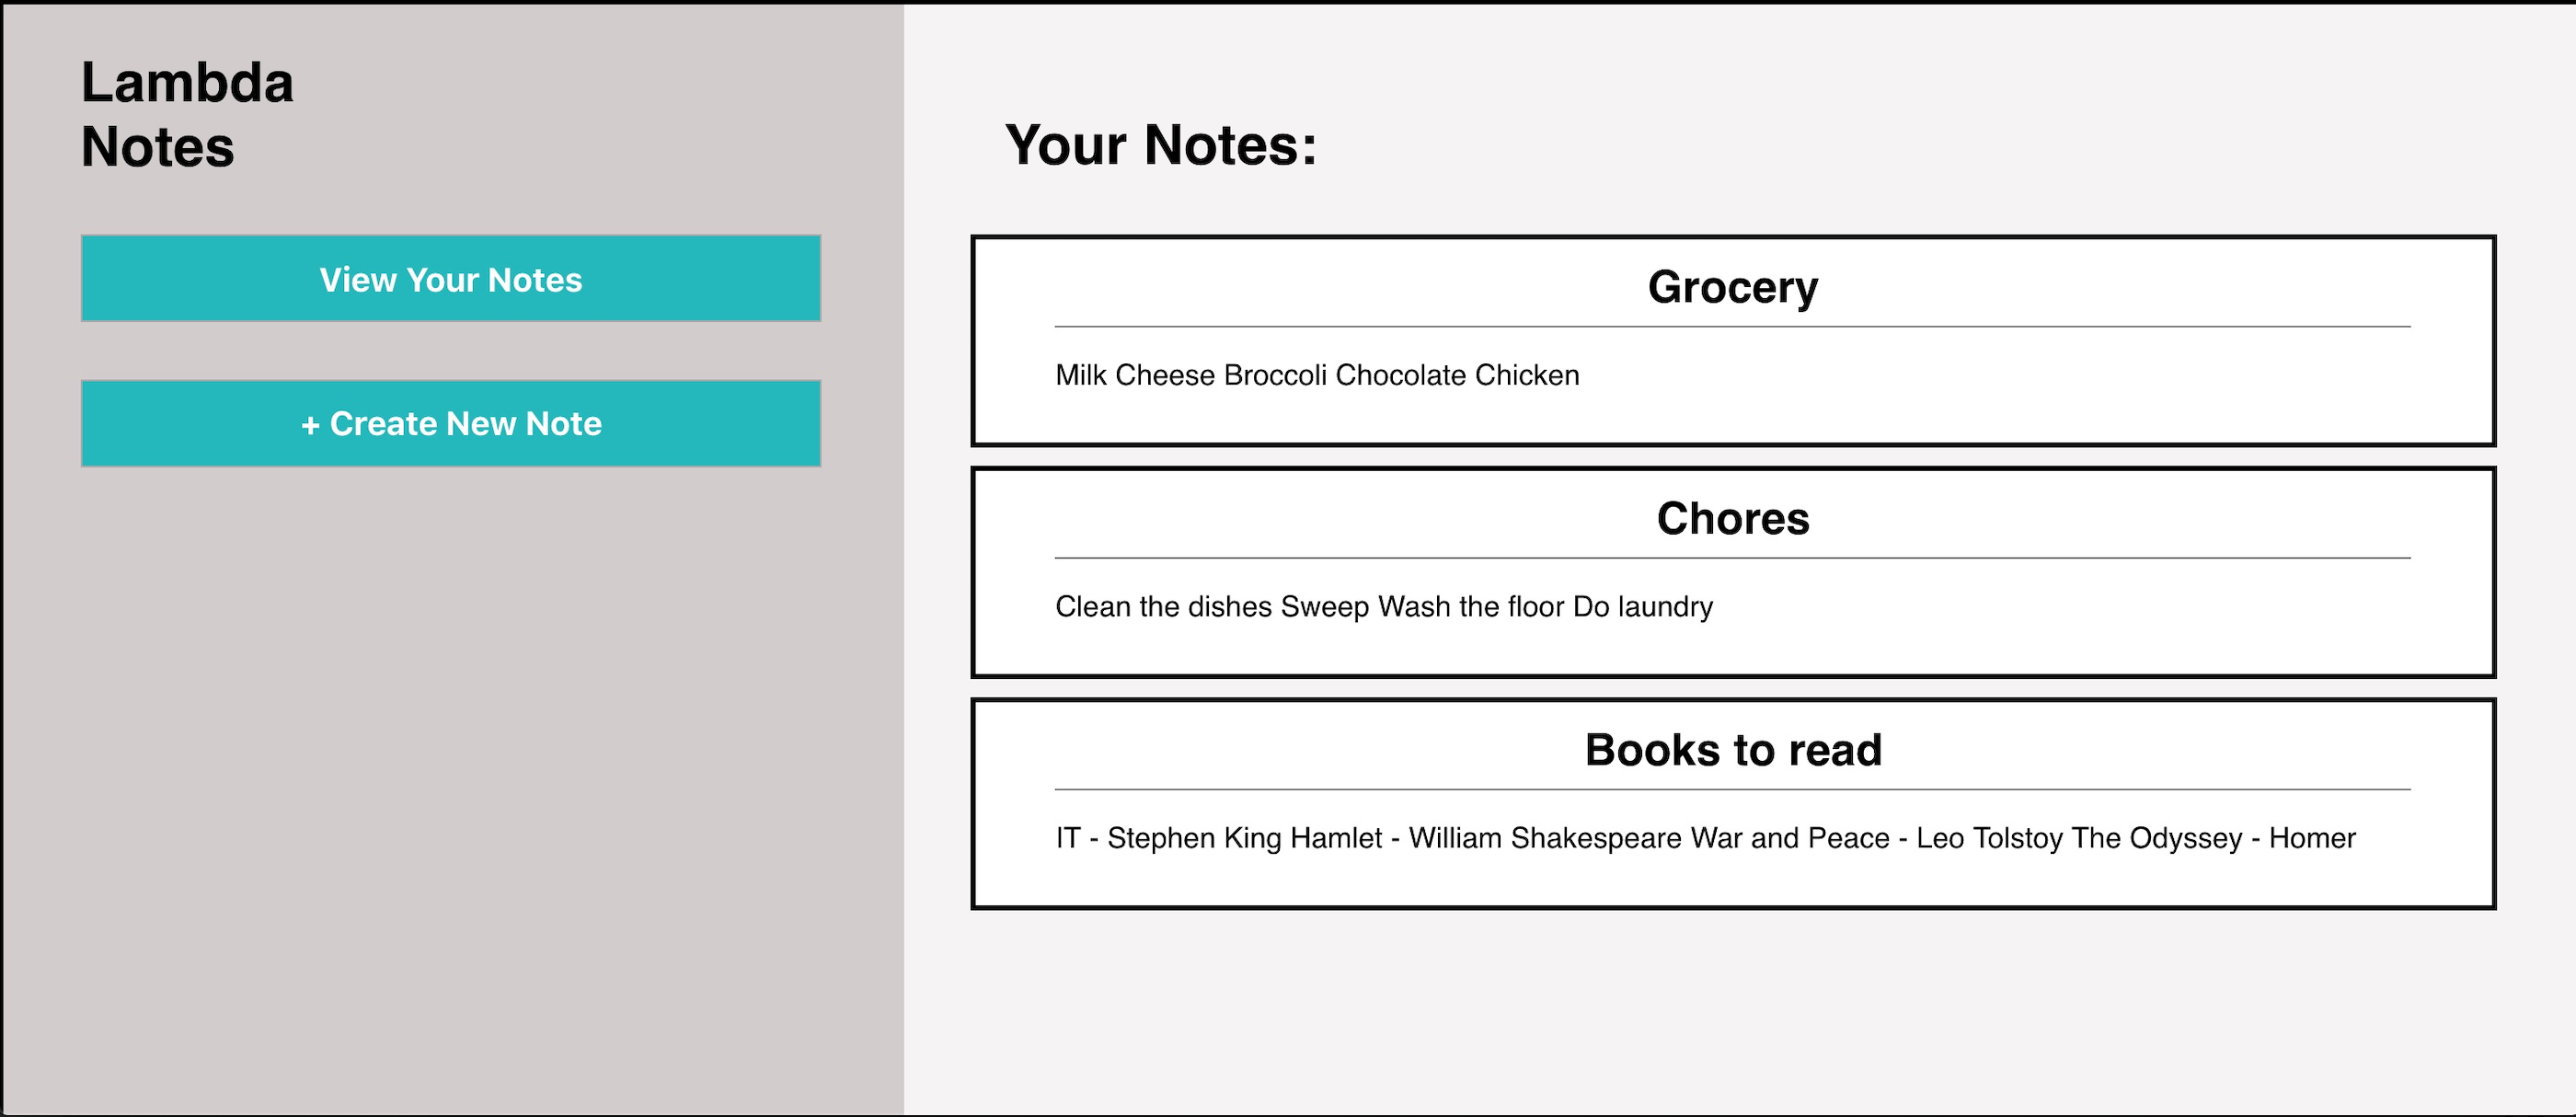 Lambda
Notes
View Your Notes
+ Create New Note
Your Notes:
Grocery
Milk Cheese Broccoli Chocolate Chicken
Chores
Clean the dishes Sweep Wash the floor Do laundry
Books to read
IT - Stephen King Hamlet - William Shakespeare War and Peace - Leo Tolstoy The Odyssey - Homer